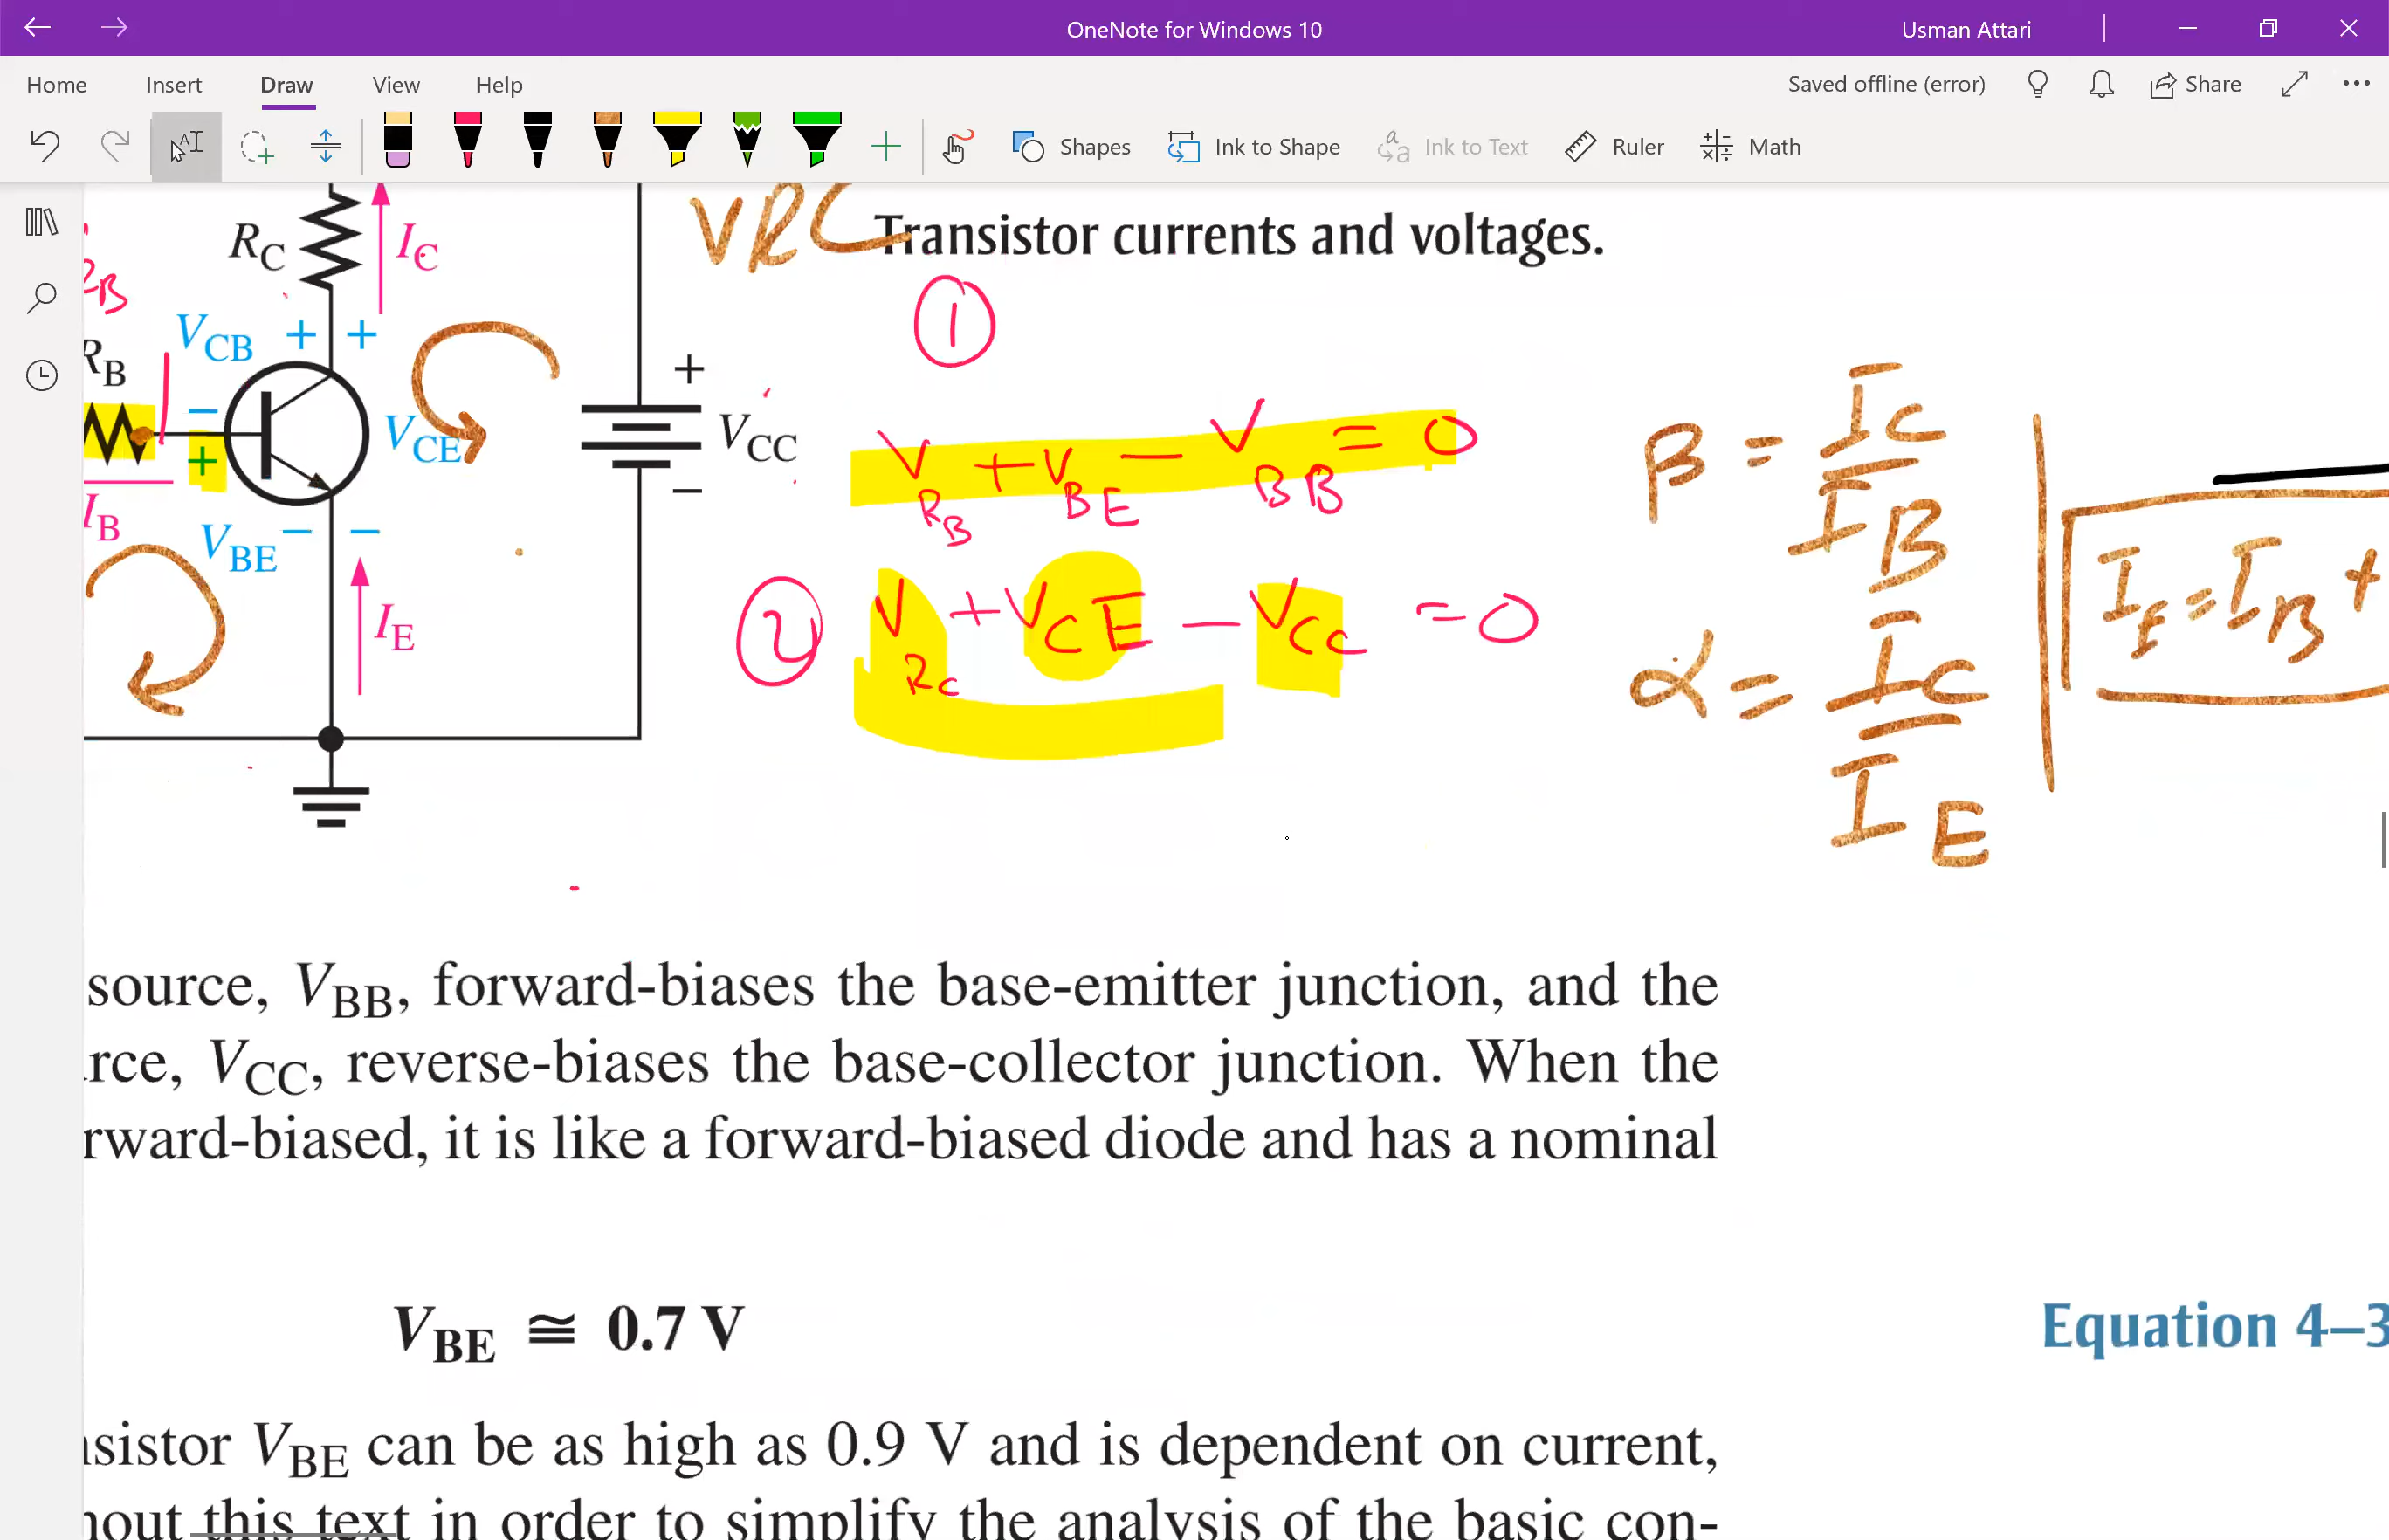 OneNote for Windows 10
Usman Attari
Home Insert Draw View Help
Saved offline (error)
Share
Shapes Ink to Shape Ink to Text Ruler Math
VRC
Transistor currents and voltages.
RC IC
RB
VCB + +
RB
−
+
VCE
+
VCC
−
IB
VBE − −
IE
1
VRB + VBE − VBB = 0
2 VRC + VCE − VCC = 0
β = IC/IB
α = IC/IE
IE = IB +
source, VBB, forward-biases the base-emitter junction, and the
rce, VCC, reverse-biases the base-collector junction. When the
rward-biased, it is like a forward-biased diode and has a nominal
VBE ≅ 0.7 V
Equation 4–3
sistor VBE can be as high as 0.9 V and is dependent on current,
hout this text in order to simplify the analysis of the basic con-